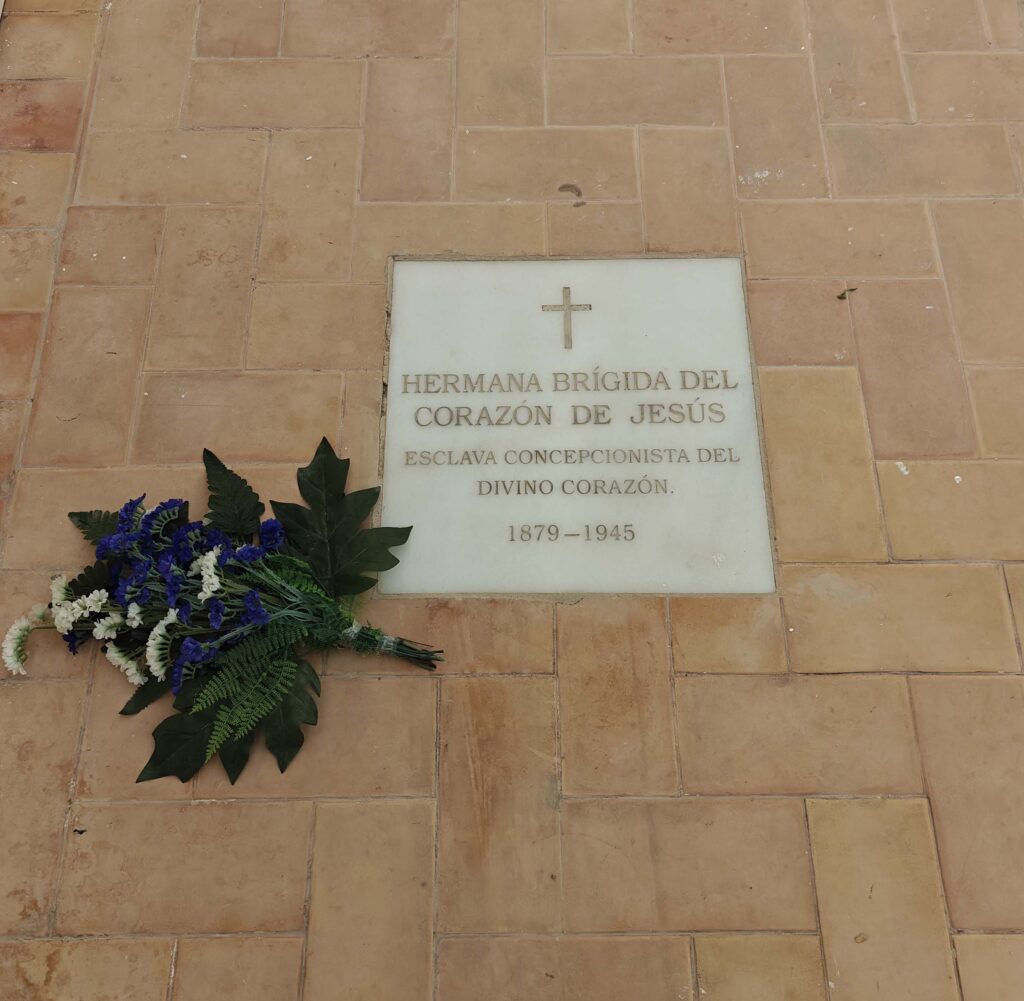 HERMANA BRÍGIDA DEL
CORAZÓN DE JESÚS
ESCLAVA CONCEPCIONISTA DEL
DIVINO CORAZÓN.
1879–1945